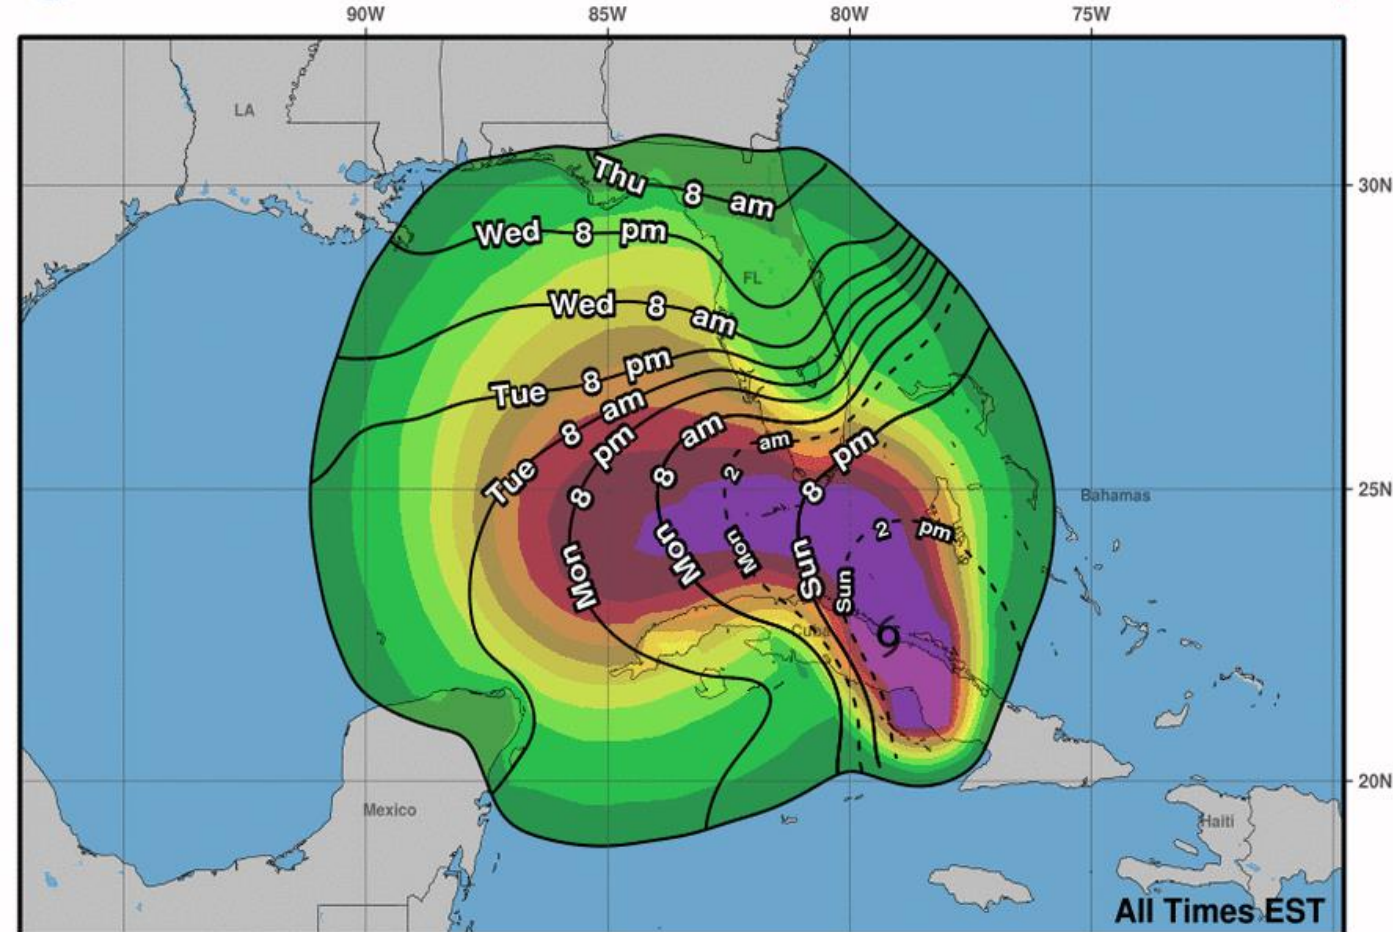 90W 85W 80W 75W
LA
Thu 8 am
30N
Wed 8 pm
FL
Wed 8 am
Tue 8 pm
Tue 8 am
Mon 8 pm
Mon 8 am
Mon 2 am
Sun 8 pm
Sun 2 pm
25N
Bahamas
Cuba
20N
Mexico
Haiti
All Times EST